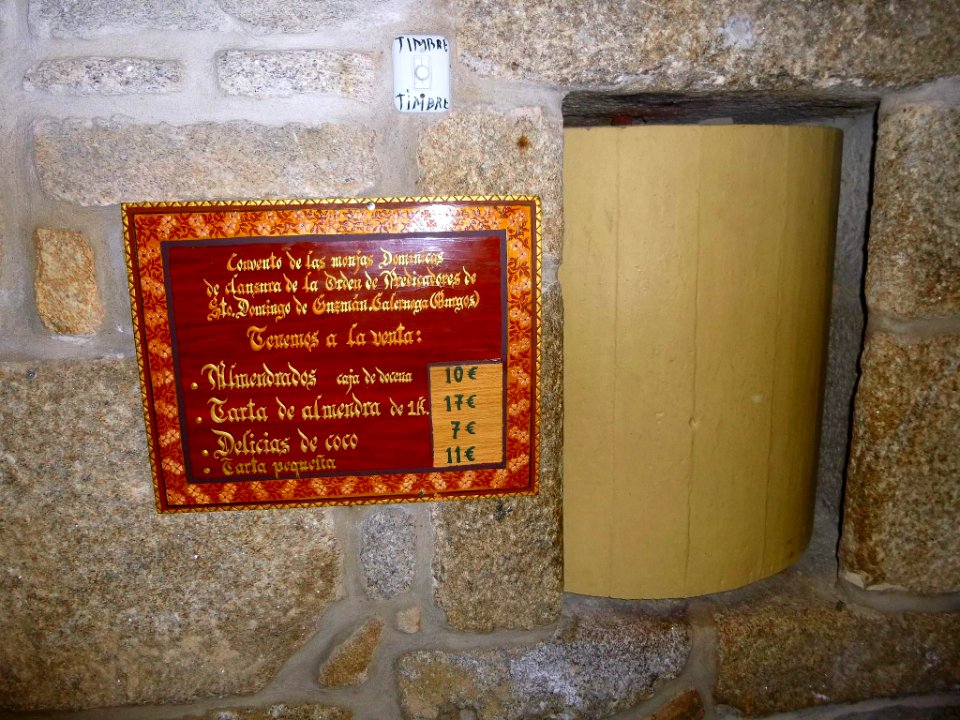 TIMBRE
TIMBRE
Convento de las monjas Dominicas
de clausura de la Orden de Predicadores de
Sto. Domingo de Guzmán. Caleruega (Burgos)
Tenemos a la venta:
. Almendrados caja de docena 10 €
. Tarta de almendra de 1k. 17 €
. Delicias de coco 7 €
. Tarta pequeña 11 €